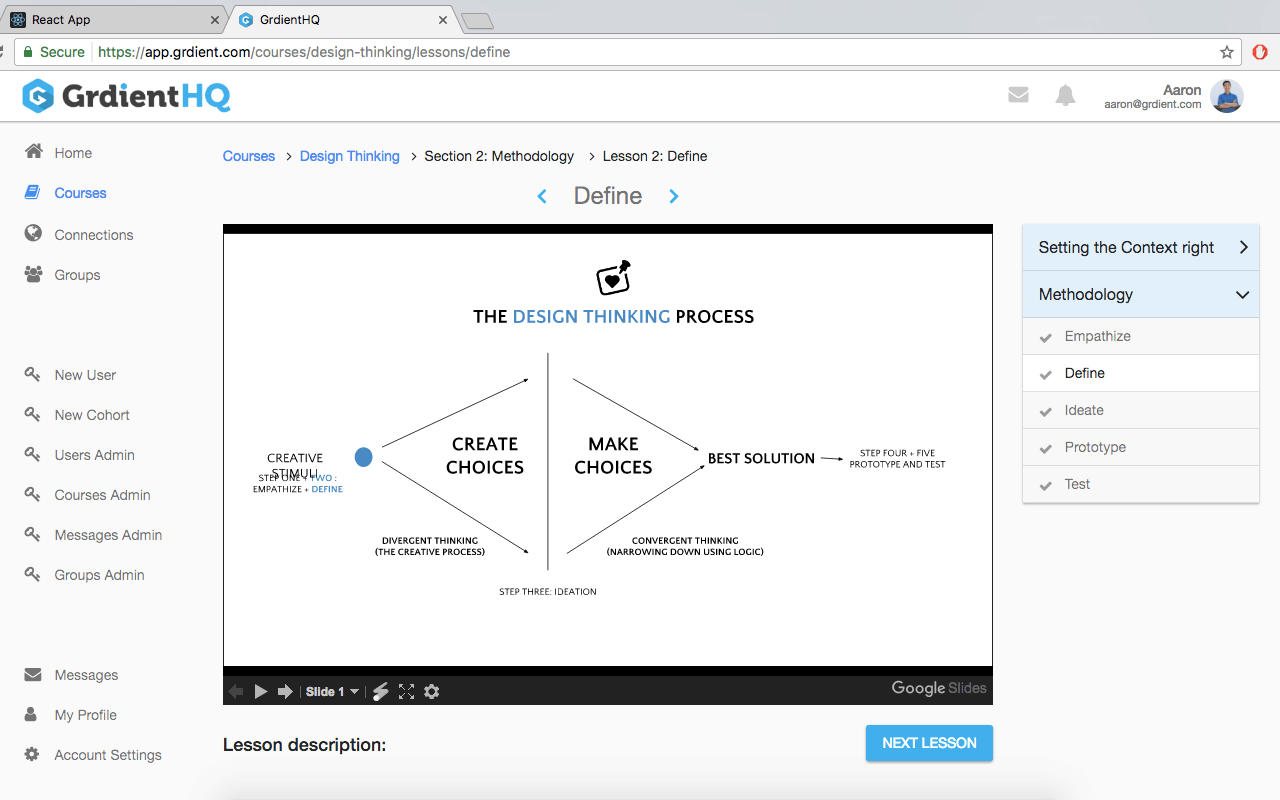 React App
GrdientHQ
Secure
https://app.grdient.com/courses/design-thinking/lessons/define
GrdientHQ
Aaron
aaron@grdient.com
Home
Courses
Connections
Groups
New User
New Cohort
Users Admin
Courses Admin
Messages Admin
Groups Admin
Messages
My Profile
Account Settings
Courses > Design Thinking > Section 2: Methodology > Lesson 2: Define
Define
THE DESIGN THINKING PROCESS
CREATIVE
STIMULI
STEP ONE + TWO :
EMPATHIZE + DEFINE
CREATE
CHOICES
MAKE
CHOICES
BEST SOLUTION
STEP FOUR + FIVE
PROTOTYPE AND TEST
DIVERGENT THINKING
(THE CREATIVE PROCESS)
CONVERGENT THINKING
(NARROWING DOWN USING LOGIC)
STEP THREE: IDEATION
Slide 1
Google Slides
Lesson description:
NEXT LESSON
Setting the Context right
Methodology
Empathize
Define
Ideate
Prototype
Test